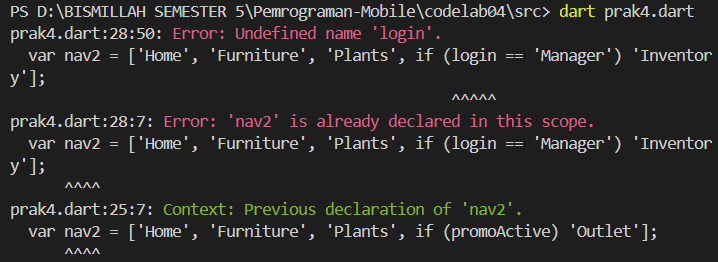 PS D:\BISMILLAH SEMESTER 5\Pemrograman-Mobile\codelab04\src> dart prak4.dart
prak4.dart:28:50: Error: Undefined name 'login'.
  var nav2 = ['Home', 'Furniture', 'Plants', if (login == 'Manager') 'Inventor
y'];
                                                 ^^^^^
prak4.dart:28:7: Error: 'nav2' is already declared in this scope.
  var nav2 = ['Home', 'Furniture', 'Plants', if (login == 'Manager') 'Inventor
y'];
      ^^^^
prak4.dart:25:7: Context: Previous declaration of 'nav2'.
  var nav2 = ['Home', 'Furniture', 'Plants', if (promoActive) 'Outlet'];
      ^^^^